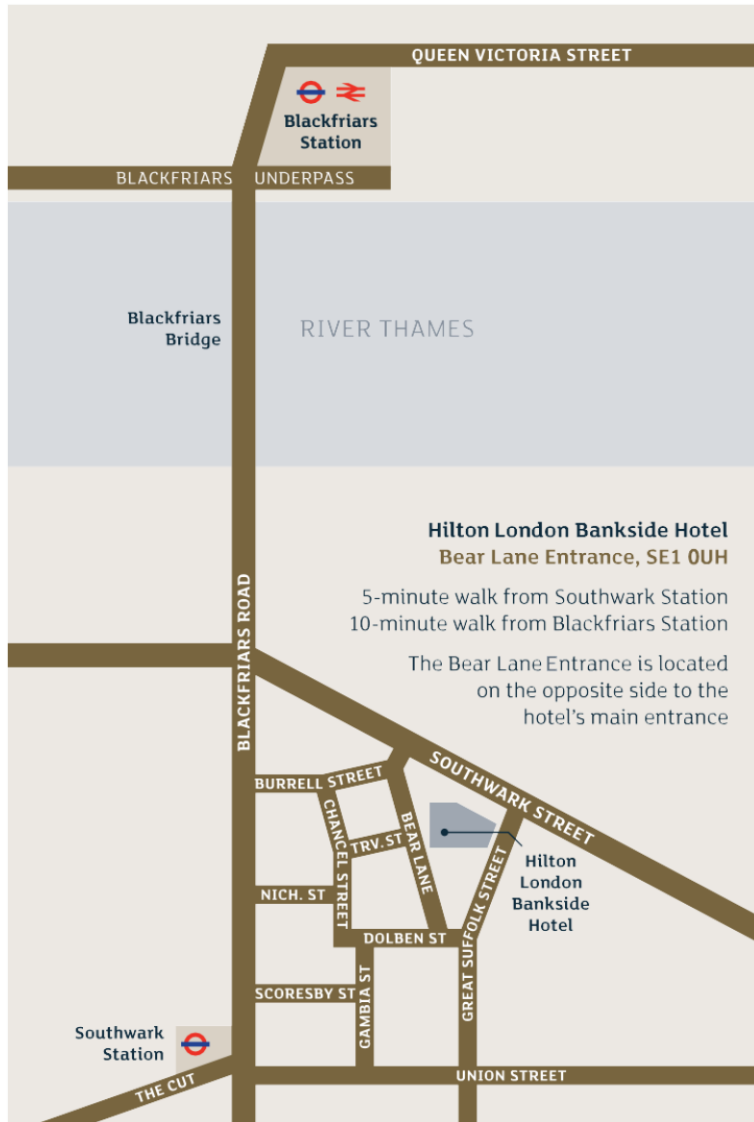 QUEEN VICTORIA STREET
Blackfriars
Station
BLACKFRIARS UNDERPASS
Blackfriars
Bridge
RIVER THAMES
Hilton London Bankside Hotel
Bear Lane Entrance, SE1 0UH
5-minute walk from Southwark Station
10-minute walk from Blackfriars Station
The Bear Lane Entrance is located
on the opposite side to the
hotel's main entrance
BLACKFRIARS ROAD
SOUTHWARK STREET
BURRELL STREET
CHANCEL STREET
TRV. ST
BEAR LANE
Hilton
London
Bankside
Hotel
NICH. ST
DOLBEN ST
GREAT SUFFOLK STREET
SCORESBY ST
GAMBIA ST
Southwark
Station
THE CUT
UNION STREET